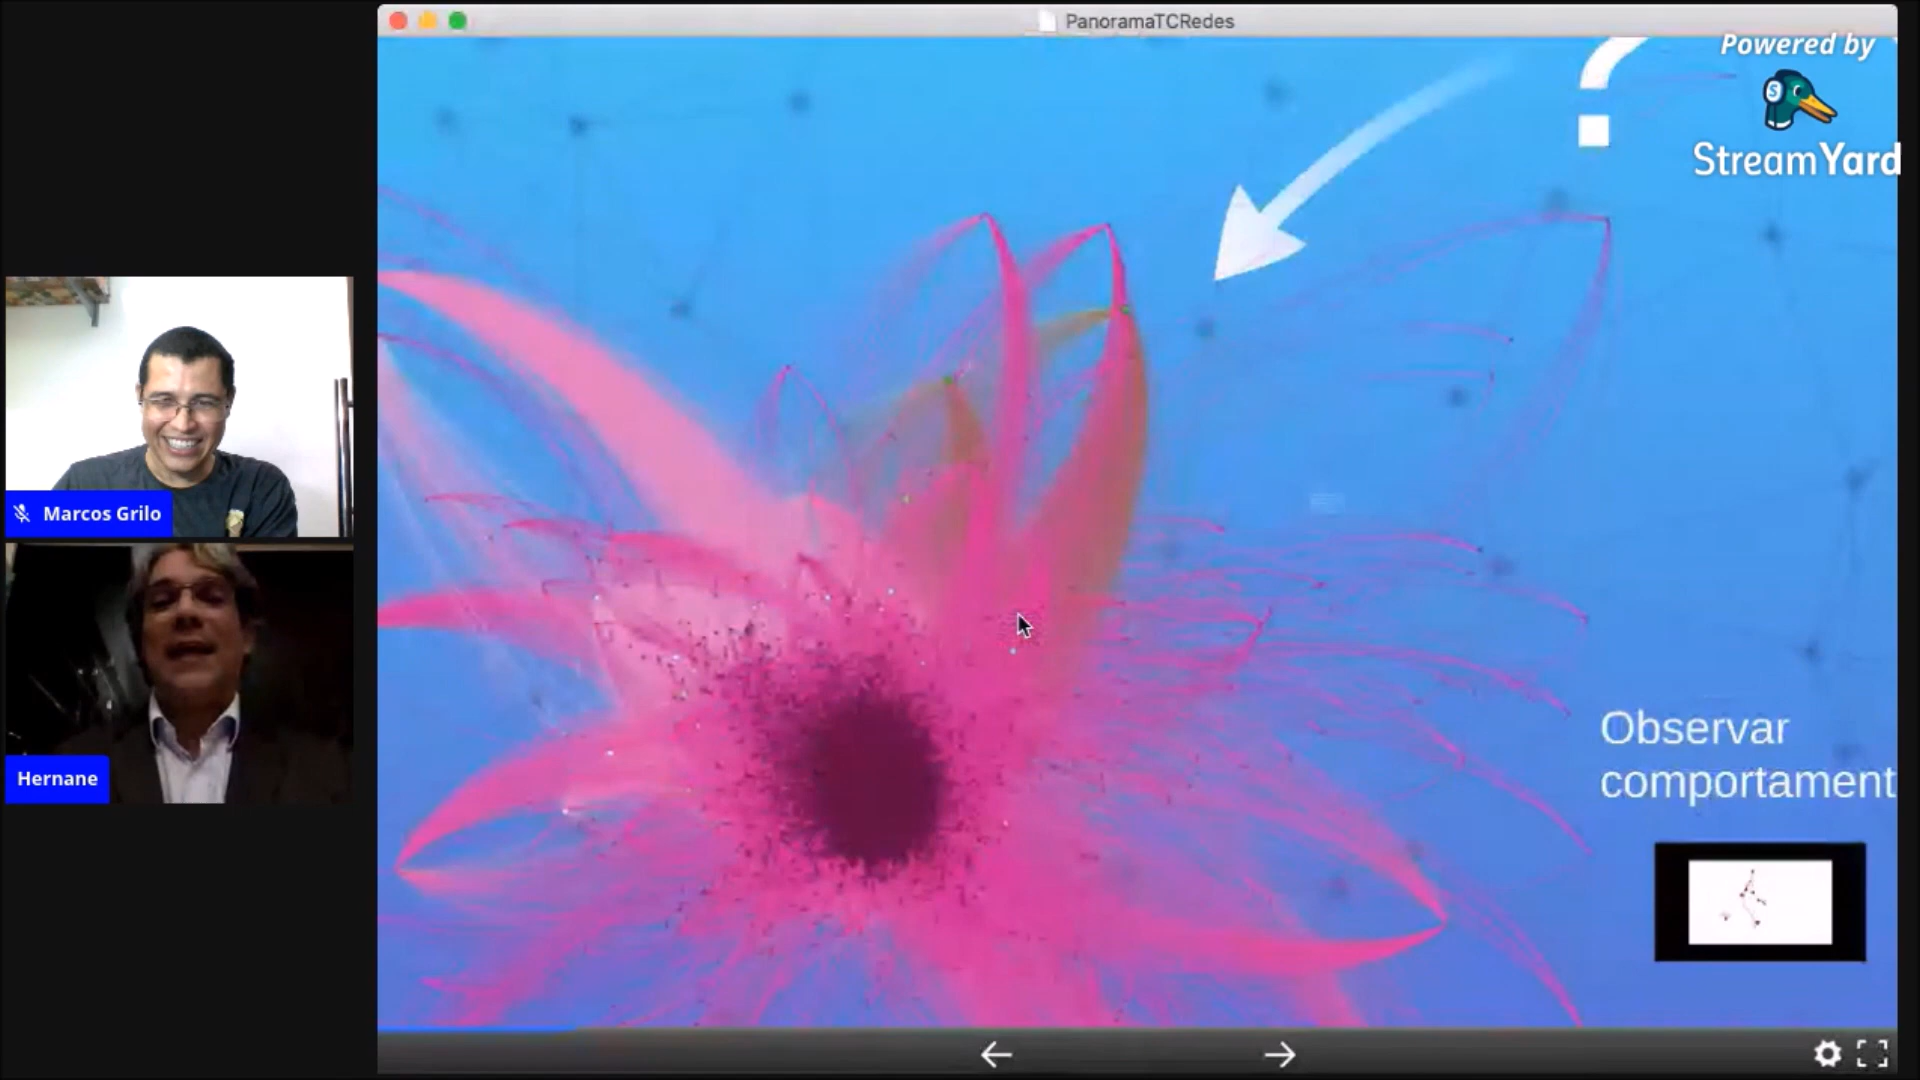 PanoramaTCRedes
Powered by
StreamYard
?
Marcos Grilo
Hernane
Observar
comportament